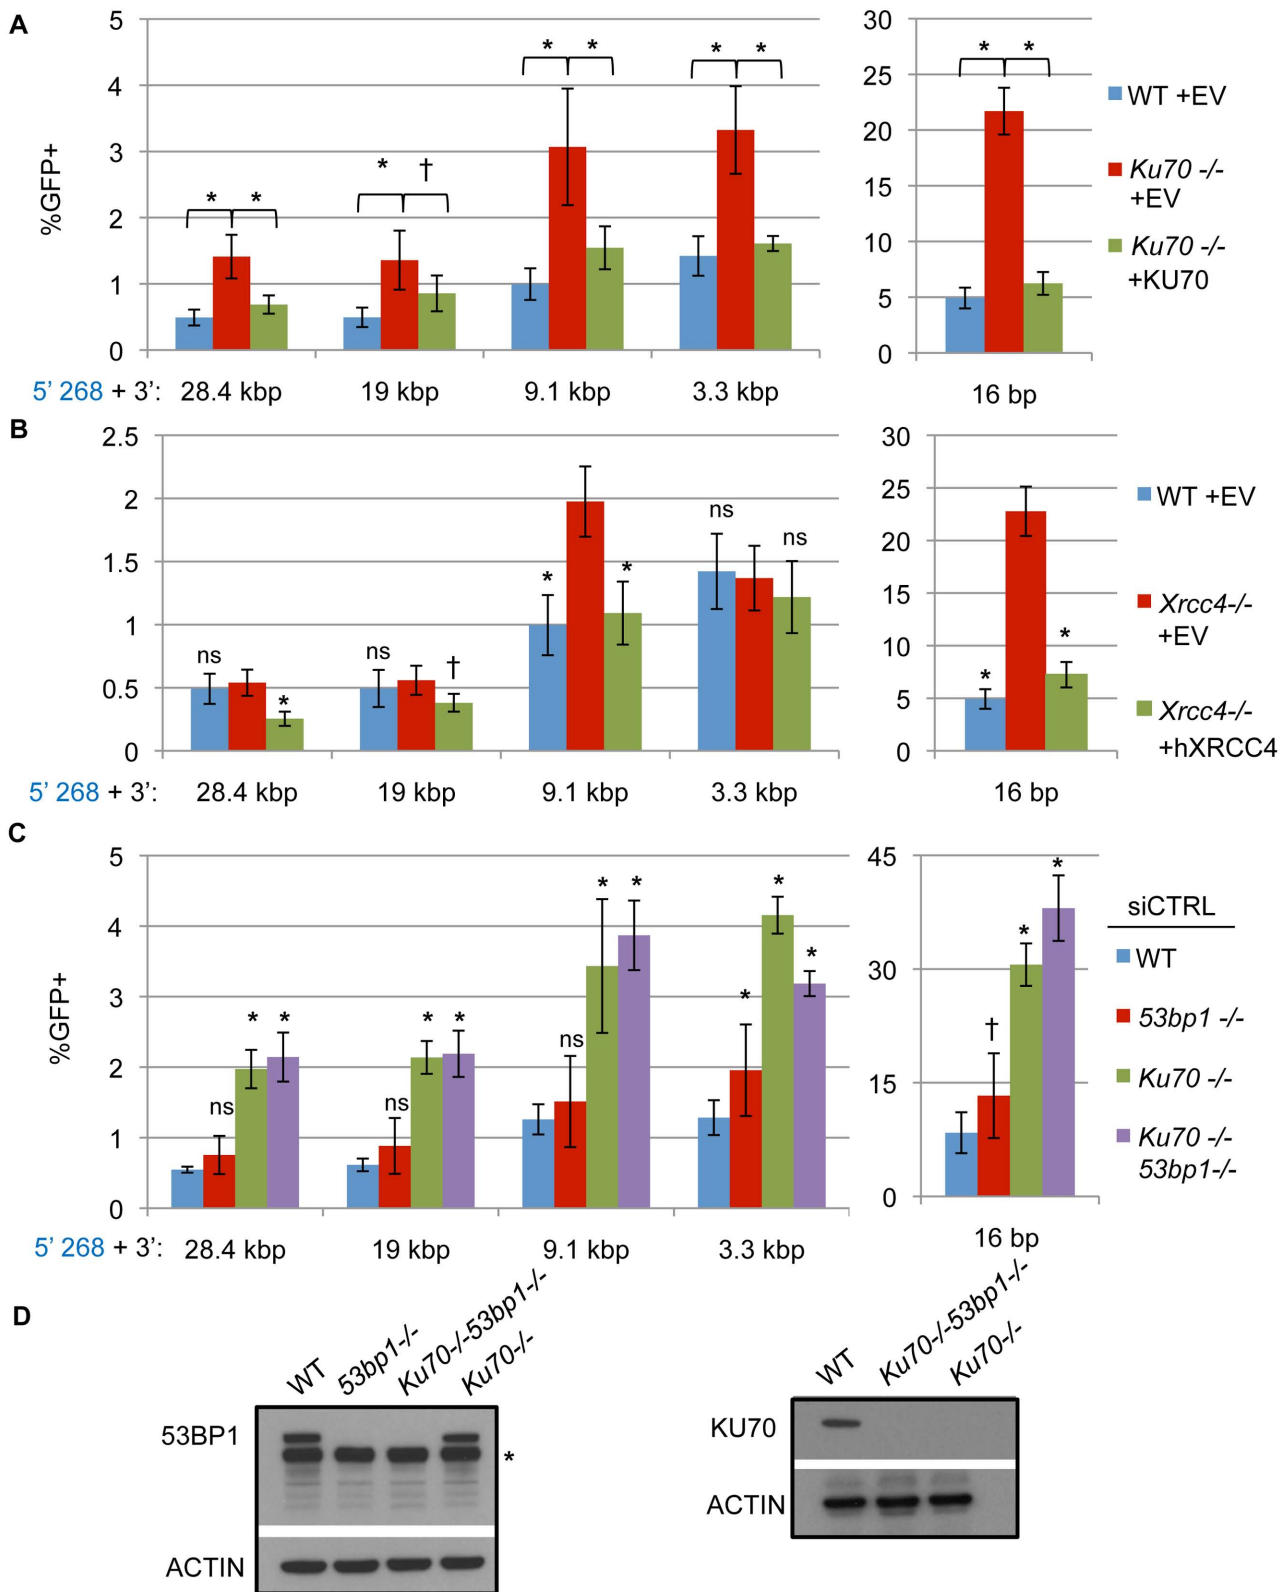 A
%GFP+
5
4
3
2
1
0
* * * † * * * *
5' 268 + 3': 28.4 kbp 19 kbp 9.1 kbp 3.3 kbp
30
25
20
15
10
5
0
* *
16 bp
WT +EV
Ku70 -/-
+EV
Ku70 -/-
+KU70
B
2.5
2
1.5
1
0.5
0
ns * ns † * * ns ns
5' 268 + 3': 28.4 kbp 19 kbp 9.1 kbp 3.3 kbp
30
25
20
15
10
5
0
* *
16 bp
WT +EV
Xrcc4-/-
+EV
Xrcc4-/-
+hXRCC4
C
%GFP+
5
4
3
2
1
0
ns * * ns * * ns * * * * *
5' 268 + 3': 28.4 kbp 19 kbp 9.1 kbp 3.3 kbp
45
30
15
0
† * *
16 bp
siCTRL
WT
53bp1 -/-
Ku70 -/-
Ku70 -/-
53bp1-/-
D
WT 53bp1-/- Ku70-/-53bp1-/- Ku70-/-
53BP1
*
ACTIN
WT Ku70-/-53bp1-/- Ku70-/-
KU70
ACTIN